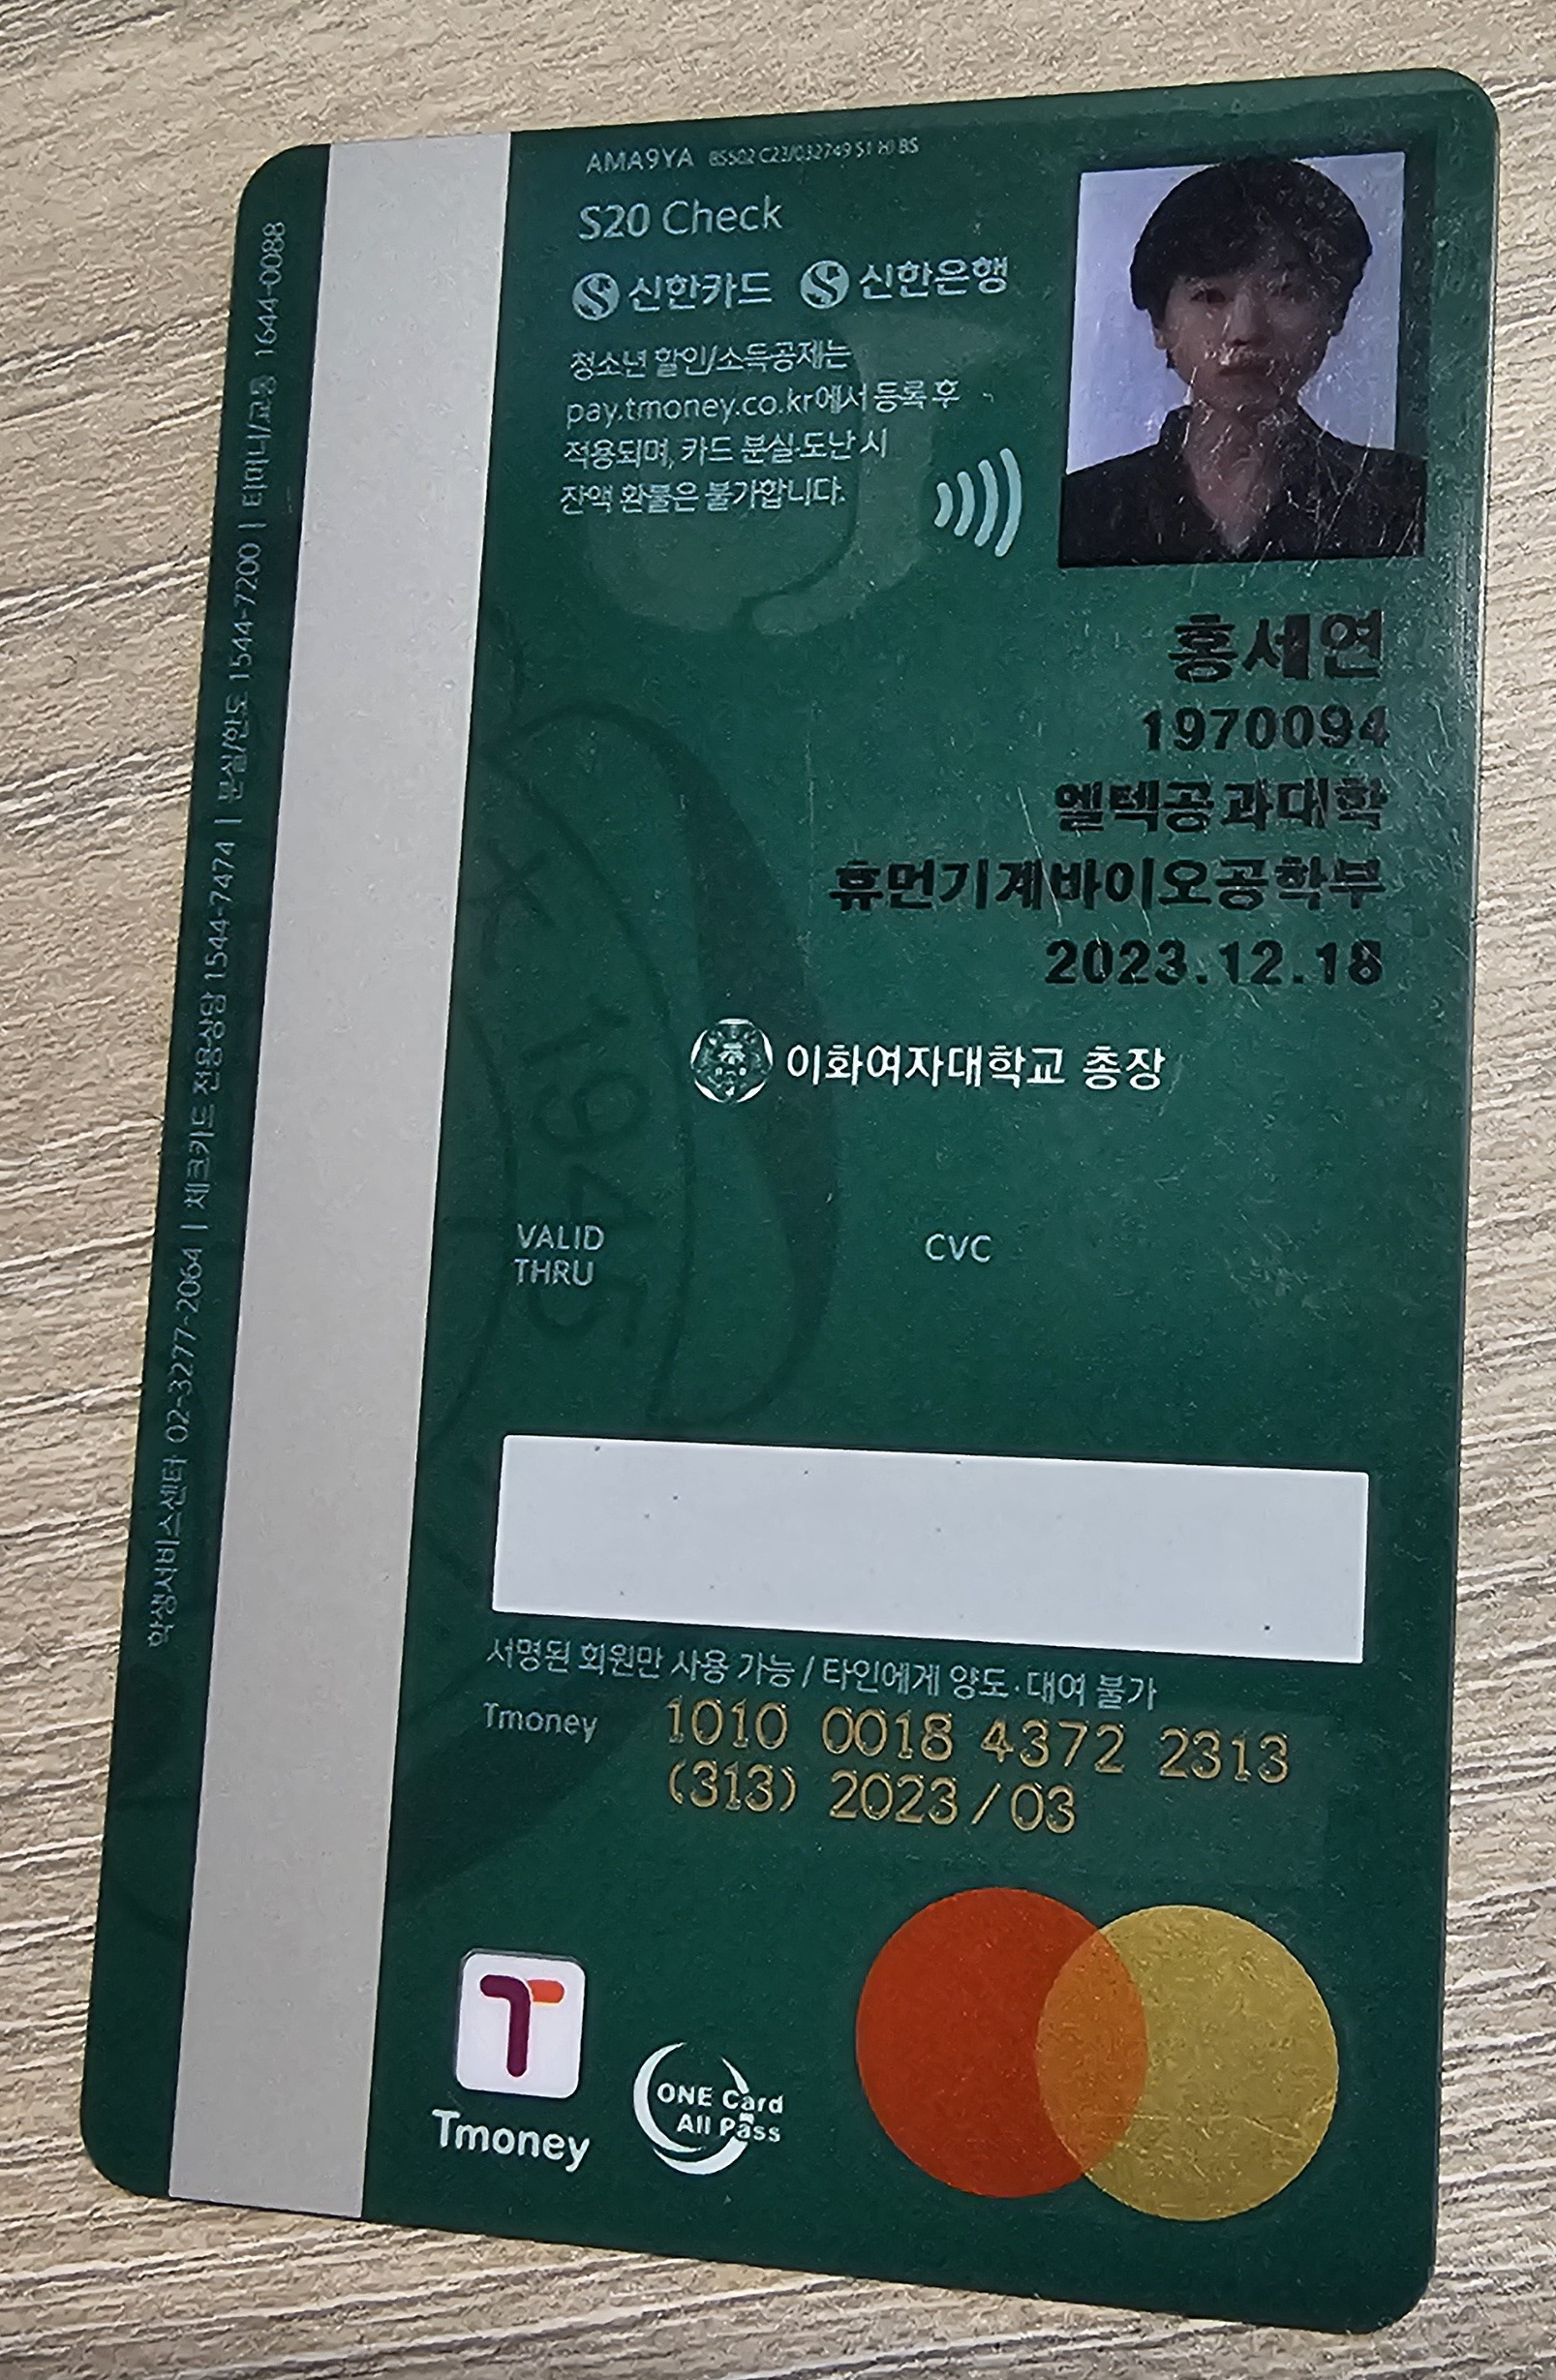 AMA9YA
S20 Check
신한카드 신한은행
청소년 할인/소득공제는
pay.tmoney.co.kr에서 등록 후
적용되며, 카드 분실·도난 시
잔액 환불은 불가합니다.
홍세연
1970094
엘텍공과대학
휴먼기계바이오공학부
2023.12.18
이화여자대학교 총장
1945
VALID
THRU
CVC
서명된 회원만 사용 가능 / 타인에게 양도·대여 불가
Tmoney 1010 0018 4372 2313
(313) 2023/03
Tmoney
ONE Card
All Pass
학생서비스센터 02-3277-2064 | 체크카드 전용상담 1544-7474 | 분실/한도 1544-7200 | 티머니/교통 1644-0088